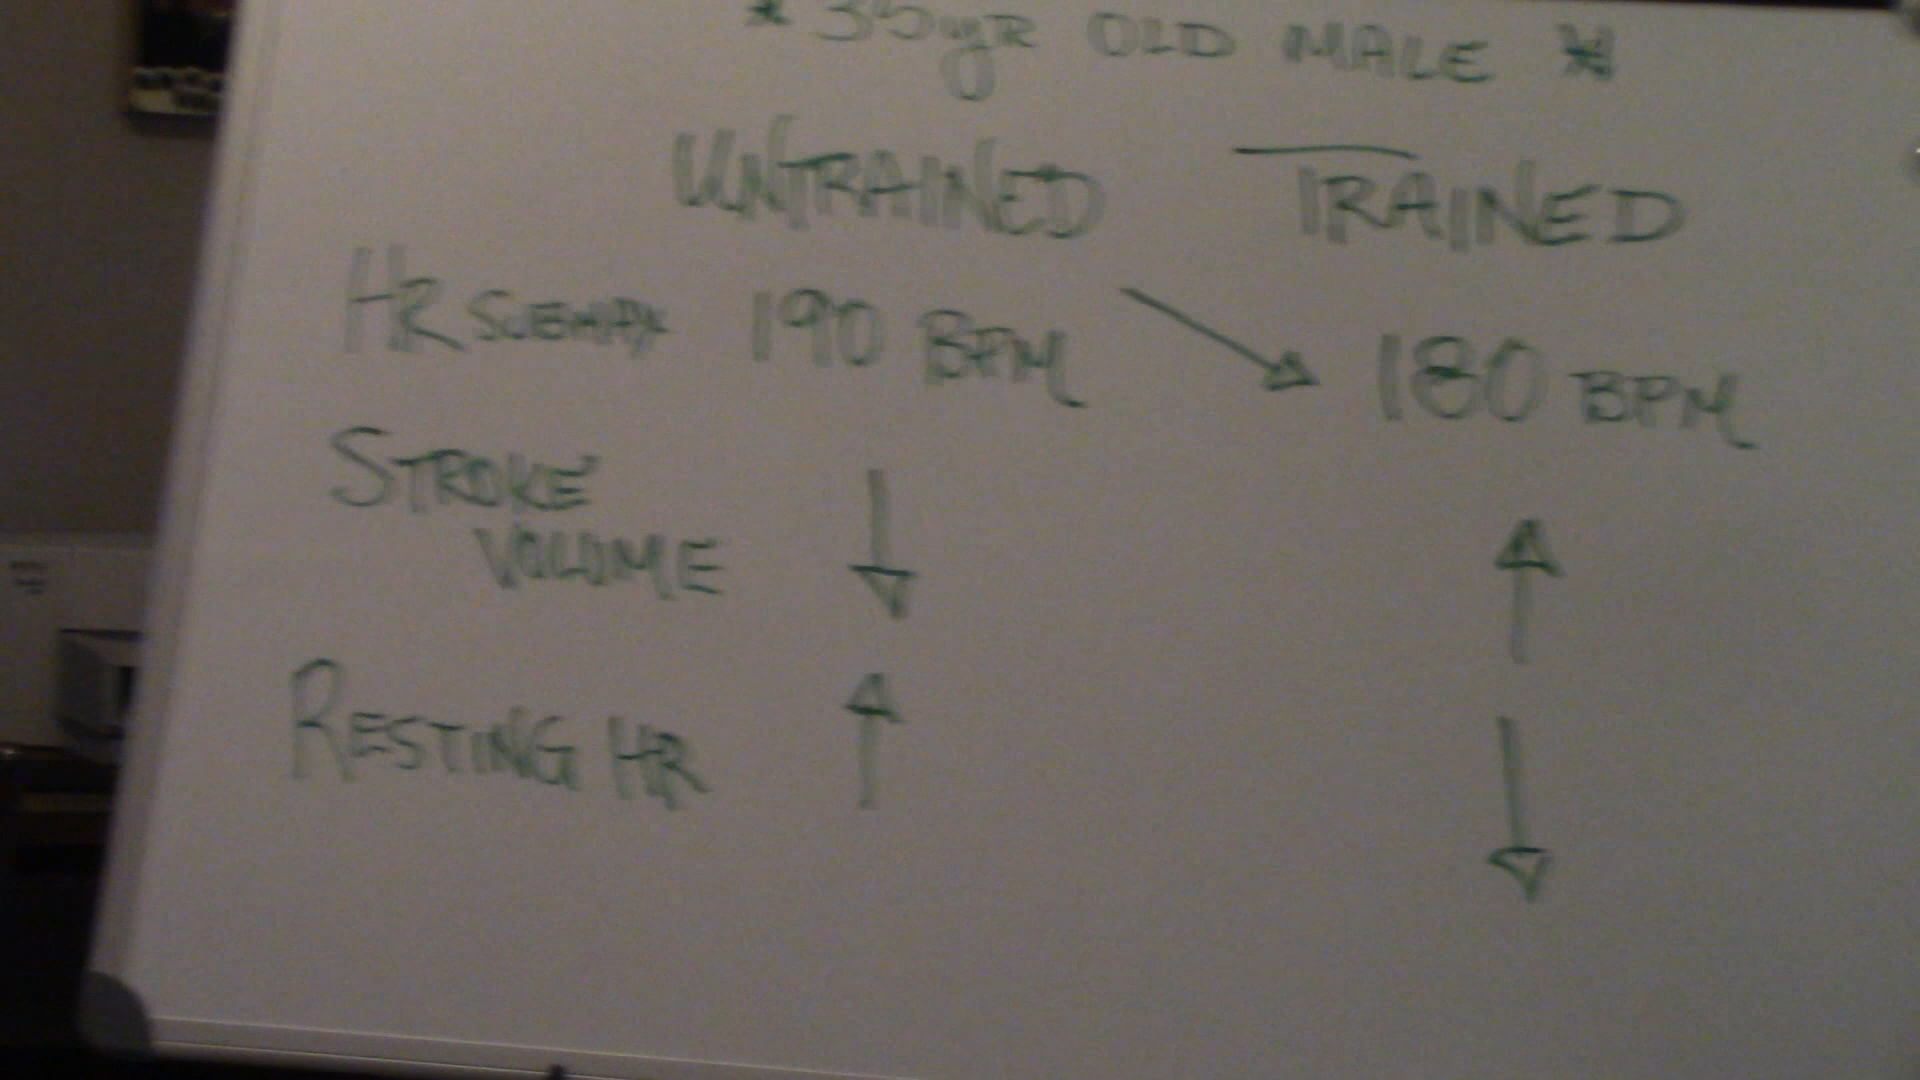 * 35yR OLD MALE *
UNTRAINED TRAINED
HR SUBMAX 190 BPM → 180 BPM
STROKE
VOLUME ↓ ↑
RESTING HR ↑ ↓